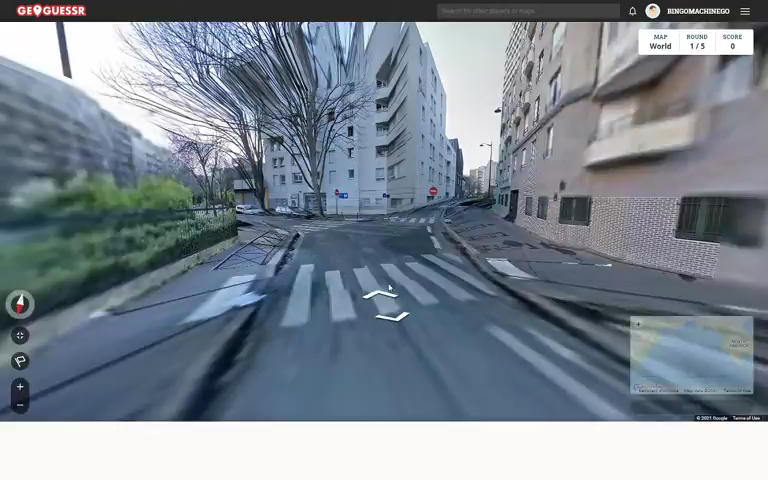 GEOGUESSR
Search for other players or maps
BINGOMACHINEGO
MAP ROUND SCORE
World 1 / 5 0
© 2021 Google Terms of Use